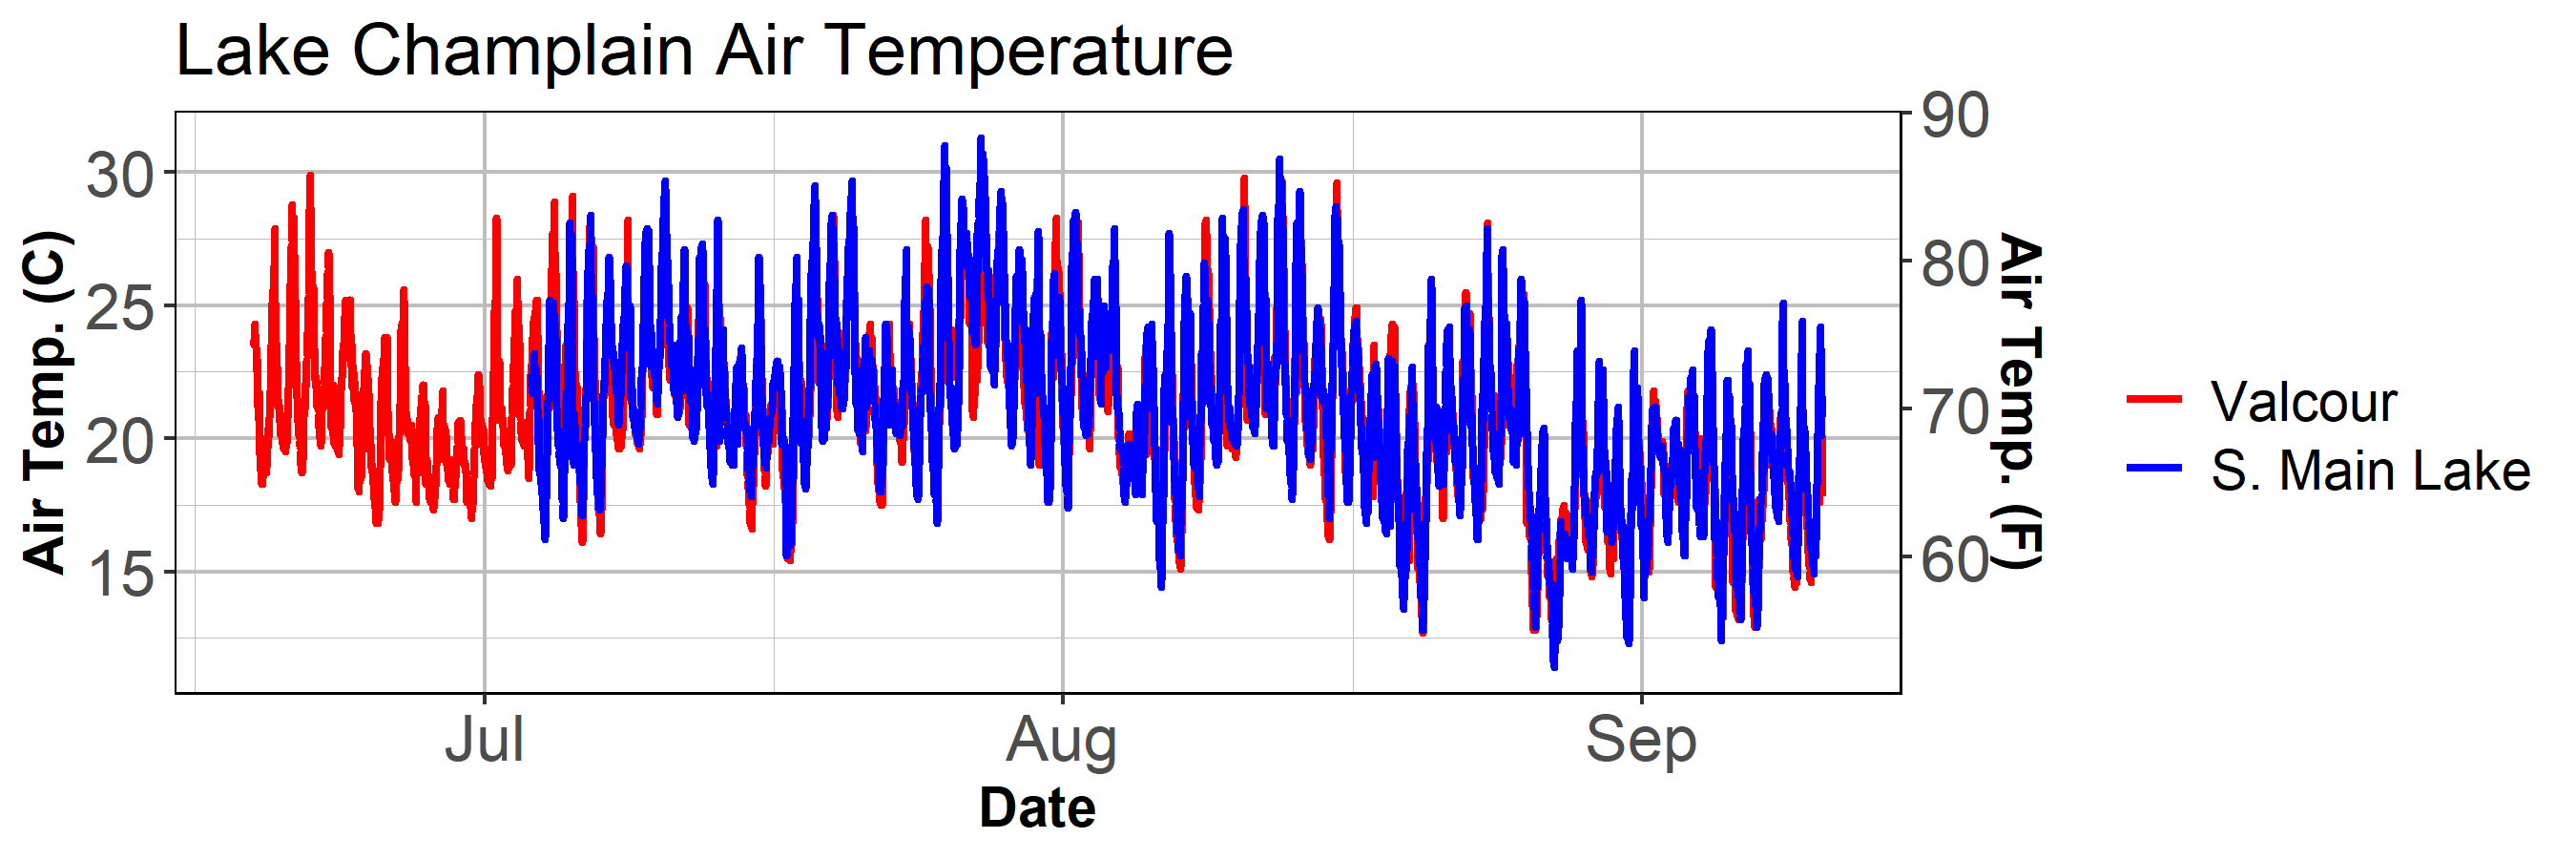 Lake Champlain Air Temperature
Air Temp. (C)
30
25
20
15
90
80
70
60
Air Temp. (F)
Jul
Aug
Sep
Date
Valcour
S. Main Lake